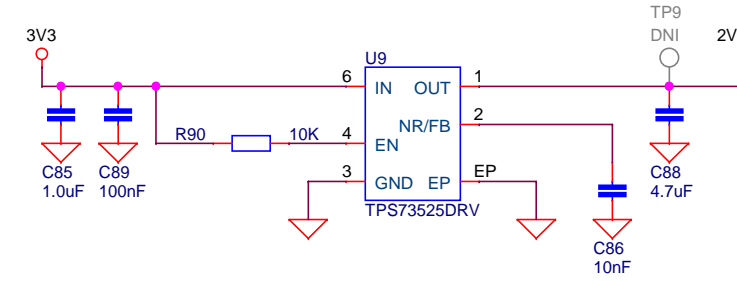 TP9
3V3
DNI
2V
U9
6
IN
OUT
1
NR/FB
2
R90
10K
4
EN
3
GND
EP
EP
C85
1.0uF
C89
100nF
TPS73525DRV
C88
4.7uF
C86
10nF